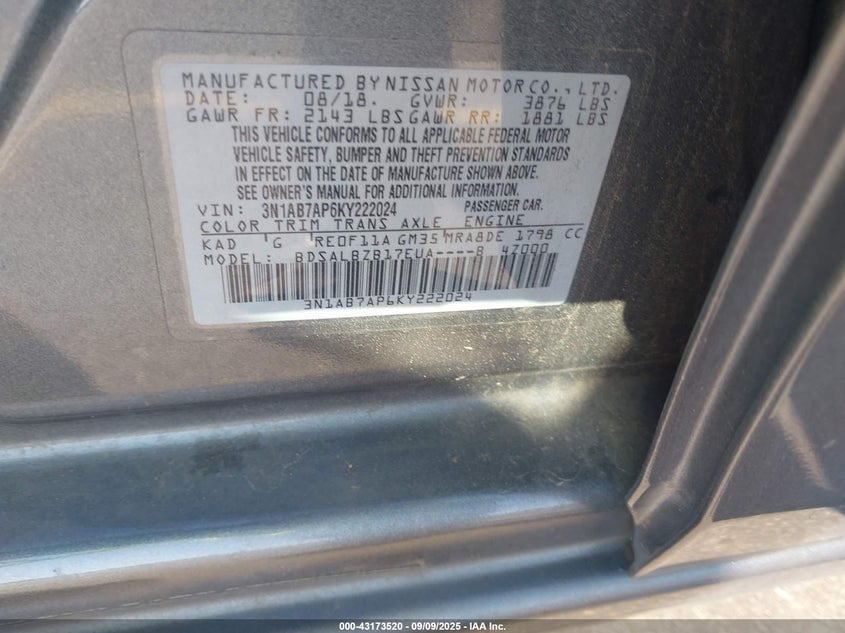 MANUFACTURED BY NISSAN MOTOR CO., LTD.
DATE: 08/18. GVWR: 3876 LBS
GAWR FR: 2143 LBS GAWR RR: 1881 LBS
THIS VEHICLE CONFORMS TO ALL APPLICABLE FEDERAL MOTOR
VEHICLE SAFETY, BUMPER AND THEFT PREVENTION STANDARDS
IN EFFECT ON THE DATE OF MANUFACTURE SHOWN ABOVE.
SEE OWNER'S MANUAL FOR ADDITIONAL INFORMATION
VIN: 3N1AB7AP6KY222024 PASSENGER CAR.
COLOR TRIM TRANS AXLE ENGINE
KAD 'G RE0F11A GM35 MRA8DE 1798 CC
MODEL: BDSALBZB17EUA----B 4Z000
3N1AB7AP6KY222024
000-43173520 | 09/09/2025 | IAA Inc.